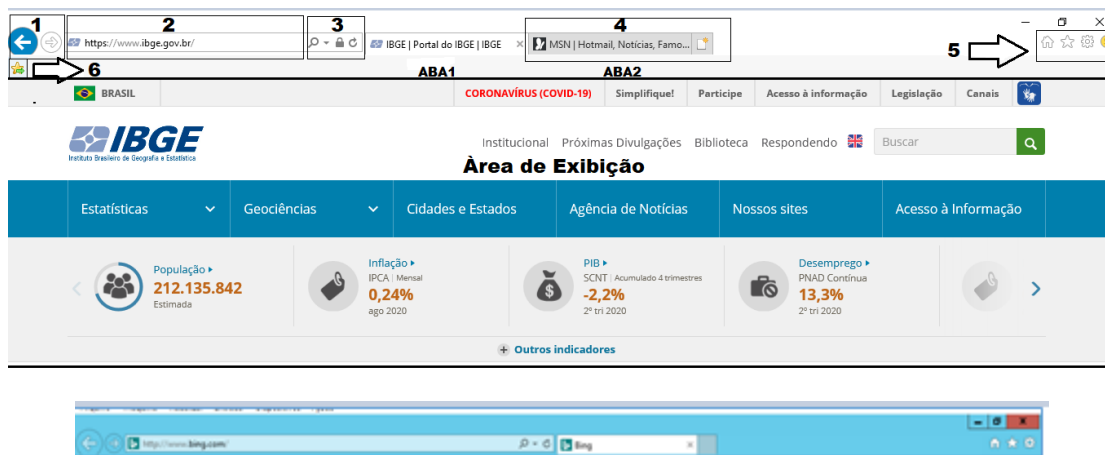 1 2 3 4
https://www.ibge.gov.br/ IBGE | Portal do IBGE | IBGE MSN | Hotmail, Notícias, Famo...
5
6 ABA1 ABA2
BRASIL CORONAVÍRUS (COVID-19) Simplifique! Participe Acesso à informação Legislação Canais
IBGE
Instituto Brasileiro de Geografia e Estatística
Institucional Próximas Divulgações Biblioteca Respondendo Buscar
Àrea de Exibição
Estatísticas Geociências Cidades e Estados Agência de Notícias Nossos sites Acesso à Informação
População
212.135.842
Estimada
Inflação
IPCA | Mensal
0,24%
ago 2020
PIB
SCNT | Acumulado 4 trimestres
-2,2%
2º tri 2020
Desemprego
PNAD Contínua
13,3%
2º tri 2020
Outros indicadores
http://www.bing.com/ Bing